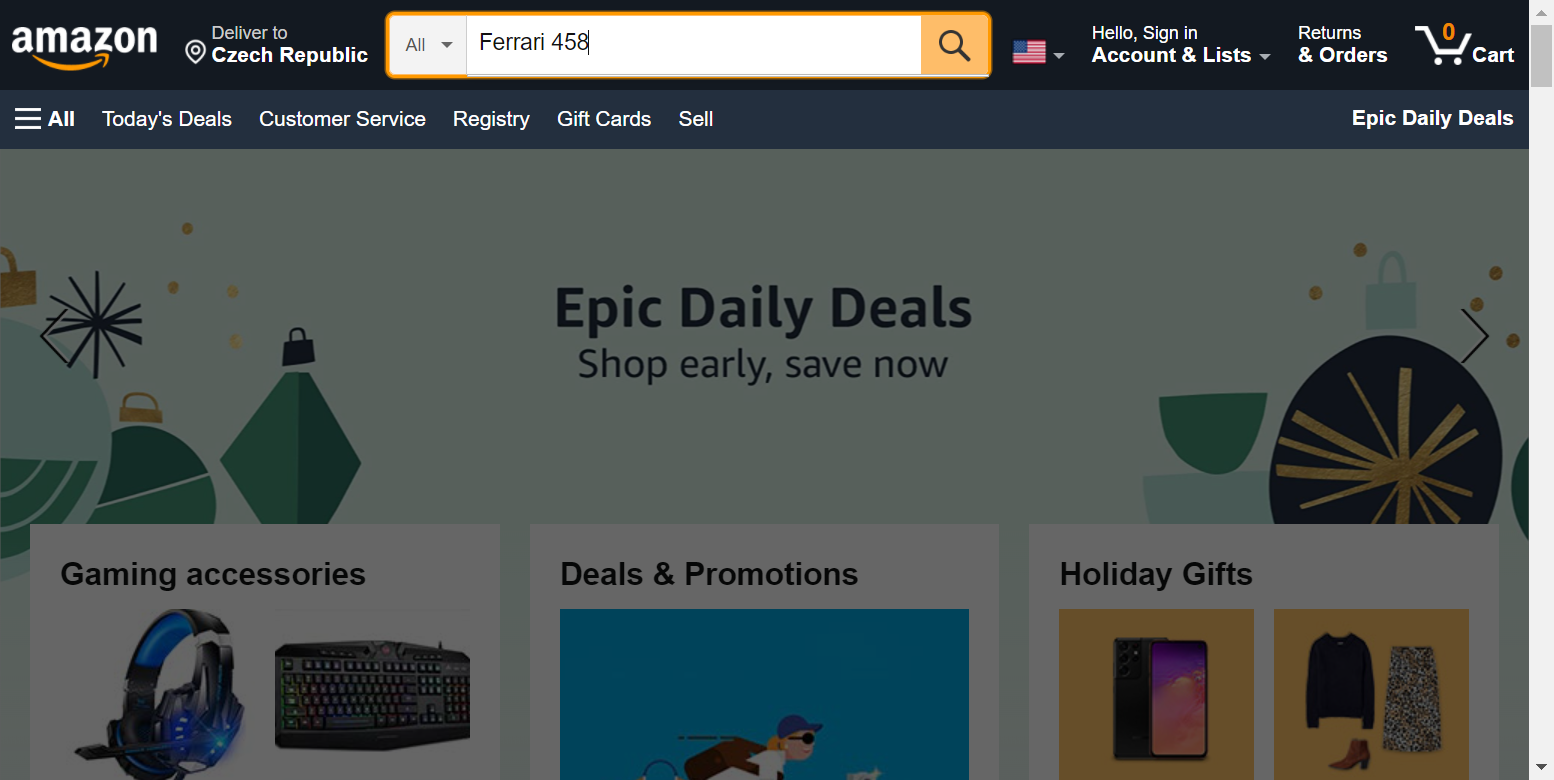 amazon
Deliver to
Czech Republic
All
Ferrari 458
Hello, Sign in
Account & Lists
Returns
& Orders
0
Cart
All
Today's Deals
Customer Service
Registry
Gift Cards
Sell
Epic Daily Deals
Epic Daily Deals
Shop early, save now
Gaming accessories
Deals & Promotions
Holiday Gifts